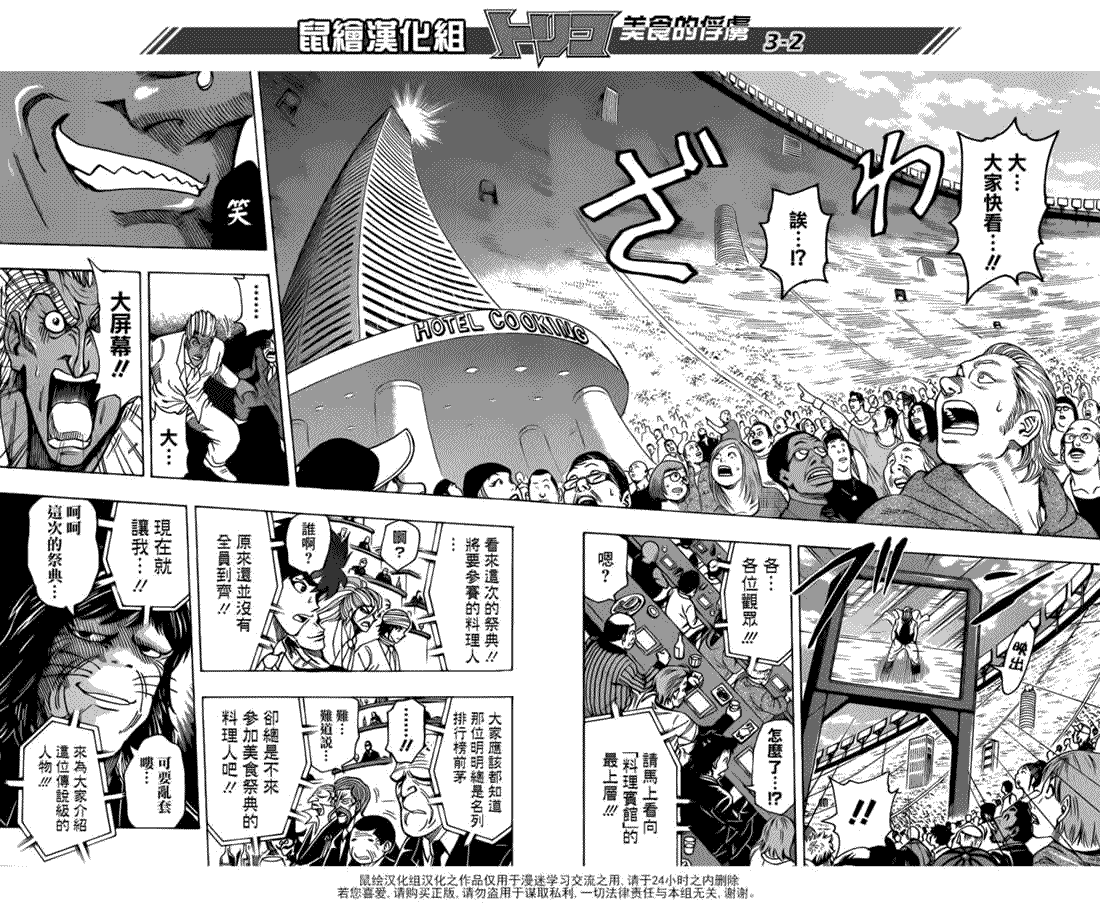 鼠繪漢化組
トリコ
美食的俘虜
3-2
大…
大家快看…!!
わ
誒…!?
ざ
HOTEL COOKING
笑
……
大…
大屏幕!!
映出
!!
各…
各位觀眾!!!
嗯?
怎麼了…!?
請馬上看向
「料理賓館」的
最上層!!!
看來這次的祭典!!
將要參賽的料理人
…
啊?
誰啊?
原來還並沒有
全員到齊!!
大家應該都知道
那位明明總是名列
排行榜前茅
……!!
難…
難道說…
卻總是不來
參加美食祭典的
料理人吧!!
現在就
讓我…!!
呵呵
這次的祭典…
可要亂套
嘍…
來為大家介紹
這位傳說級的
人物!!!
鼠绘汉化组汉化之作品仅用于漫迷学习交流之用, 请于24小时之内删除
若您喜爱, 请购买正版, 请勿盗用于谋取私利, 一切法律责任与本组无关, 谢谢。